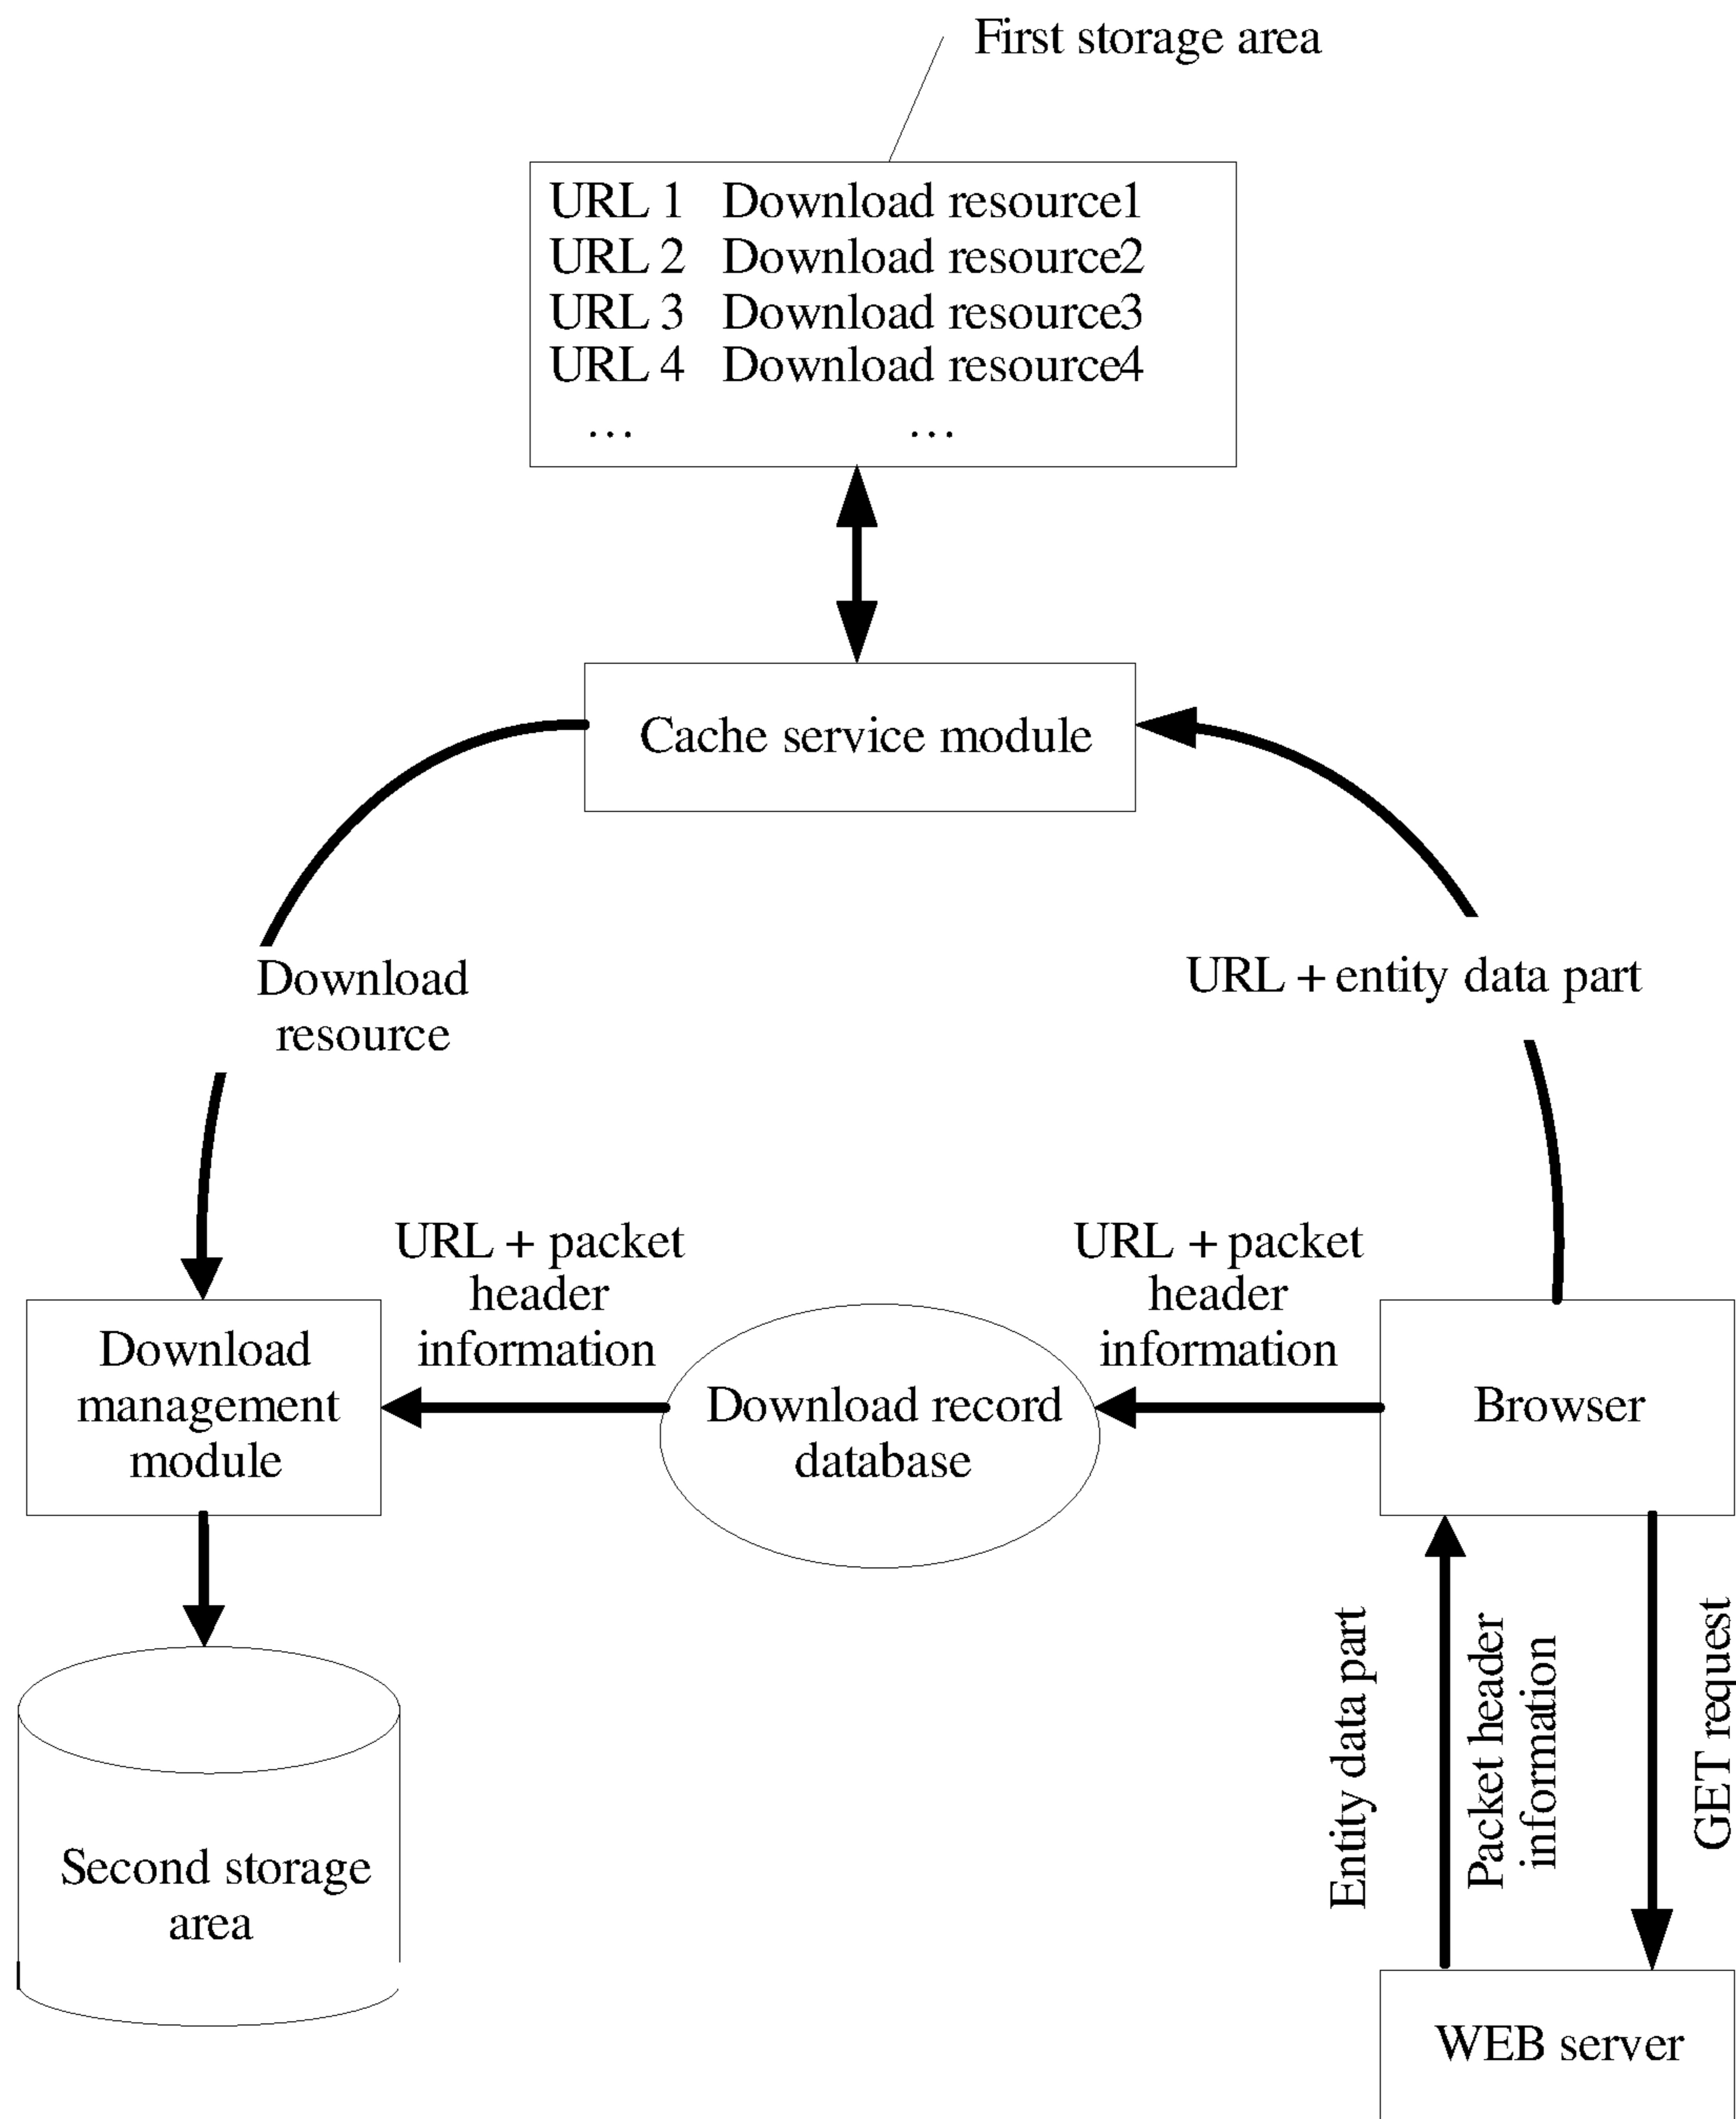 First storage area
URL 1 Download resource1
URL 2 Download resource2
URL 3 Download resource3
URL 4 Download resource4
… …
Cache service module
Download
resource
URL + entity data part
URL + packet
header
information
URL + packet
header
information
Download
management
module
Download record
database
Browser
Entity data part
Packet header
information
GET request
Second storage
area
WEB server